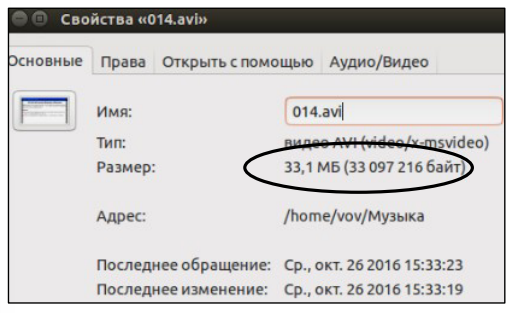 Свойства «014.avi»
Основные Права Открыть с помощью Аудио/Видео
Имя: 014.avi
Тип: видео AVI (video/x-msvideo)
Размер: 33,1 МБ (33 097 216 байт)
Адрес: /home/vov/Музыка
Последнее обращение: Ср., окт. 26 2016 15:33:23
Последнее изменение: Ср., окт. 26 2016 15:33:19